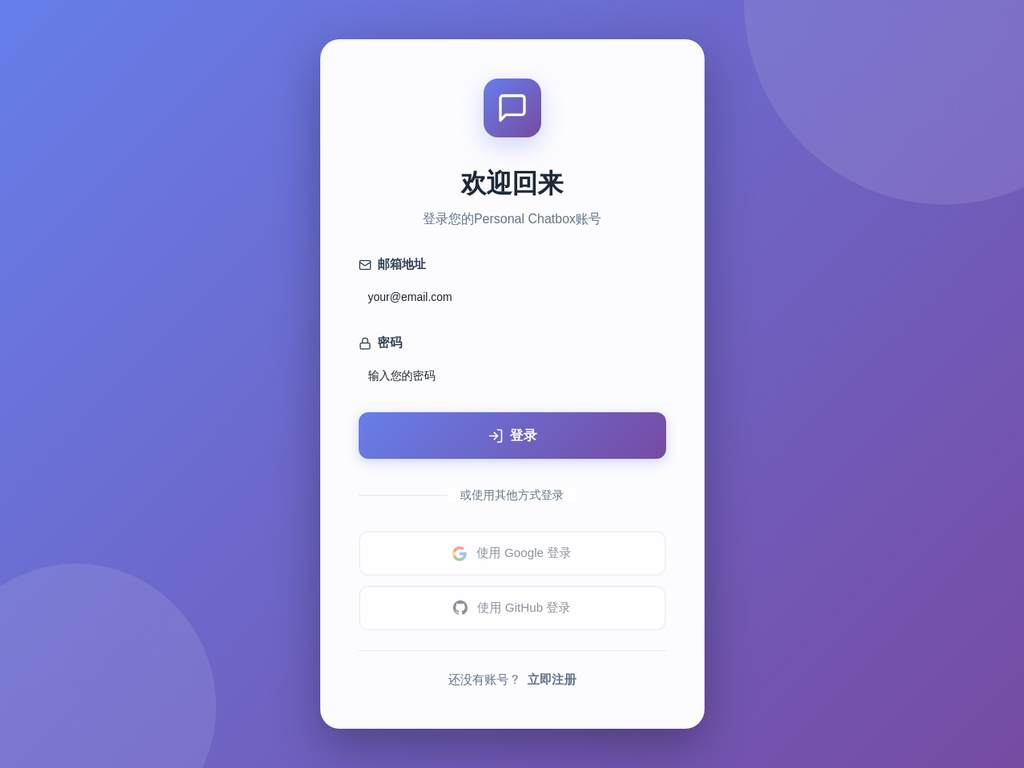 欢迎回来
登录您的Personal Chatbox账号
邮箱地址
your@email.com
密码
输入您的密码
登录
或使用其他方式登录
使用 Google 登录
使用 GitHub 登录
还没有账号？ 立即注册